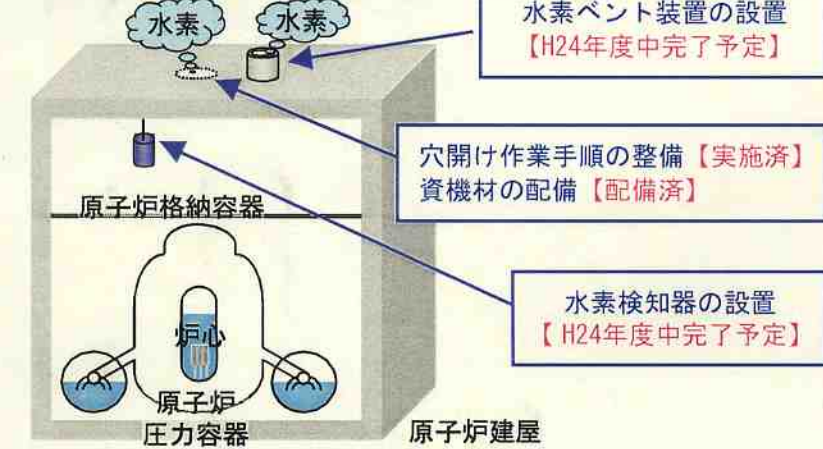 水素
水素
水素ベント装置の設置
【H24年度中完了予定】
穴開け作業手順の整備【実施済】
資機材の配備【配備済】
原子炉格納容器
水素検知器の設置
【H24年度中完了予定】
炉心
原子炉
圧力容器
原子炉建屋